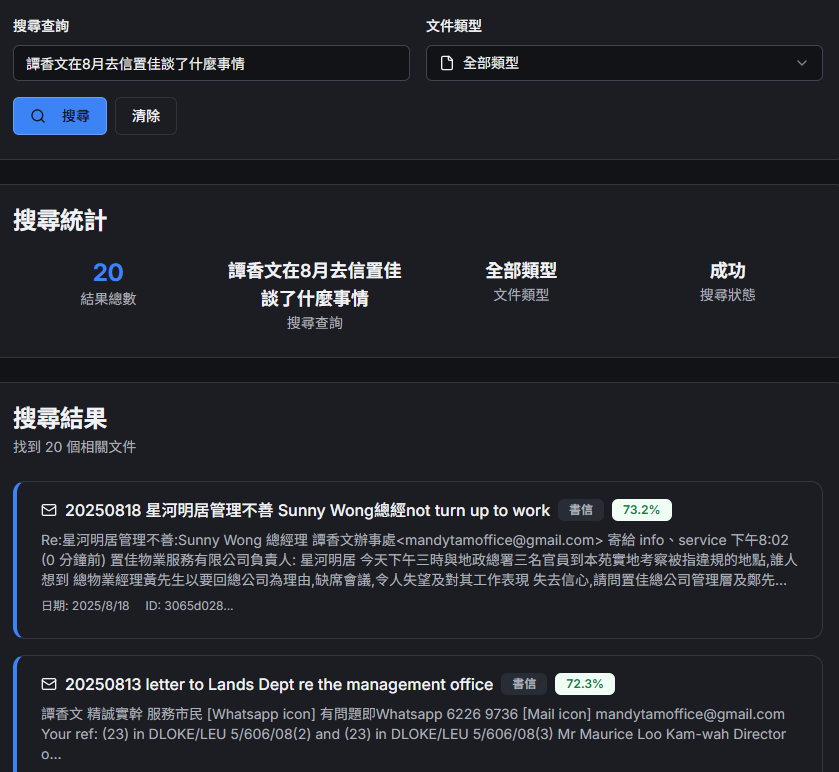 搜尋查詢
文件類型
譚香文在8月去信置佳談了什麼事情
全部類型
搜尋
清除
搜尋統計
20
結果總數
譚香文在8月去信置佳
談了什麼事情
搜尋查詢
全部類型
文件類型
成功
搜尋狀態
搜尋結果
找到 20 個相關文件
20250818 星河明居管理不善 Sunny Wong總經not turn up to work 書信 73.2%
Re:星河明居管理不善:Sunny Wong 總經理 譚香文辦事處<mandytamoffice@gmail.com> 寄給 info、service 下午8:02
(0 分鐘前) 置佳物業服務有限公司負責人: 星河明居 今天下午三時與地政總署三名官員到本苑實地考察被指違規的地點,誰人
想到 總物業經理黃先生以要回總公司為理由,缺席會議,令人失望及對其工作表現 失去信心,請問置佳總公司管理層及鄭先...
日期: 2025/8/18 ID: 3065d028...
20250813 letter to Lands Dept re the management office 書信 72.3%
譚香文 精誠實幹 服務市民 [Whatsapp icon] 有問題即Whatsapp 6226 9736 [Mail icon] mandytamoffice@gmail.com
Your ref: (23) in DLOKE/LEU 5/606/08(2) and (23) in DLOKE/LEU 5/606/08(3) Mr Maurice Loo Kam-wah Director
o...